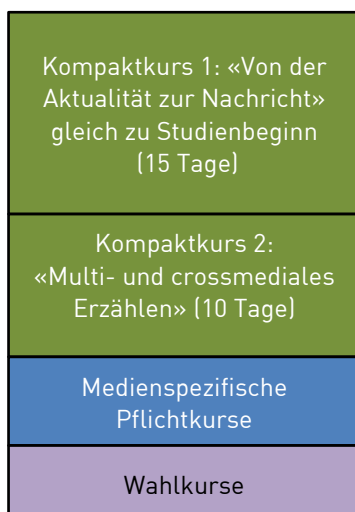 Kompaktkurs 1: «Von der
Aktualität zur Nachricht»
gleich zu Studienbeginn
(15 Tage)
Kompaktkurs 2:
«Multi- und crossmediales
Erzählen» (10 Tage)
Medienspezifische
Pflichtkurse
Wahlkurse